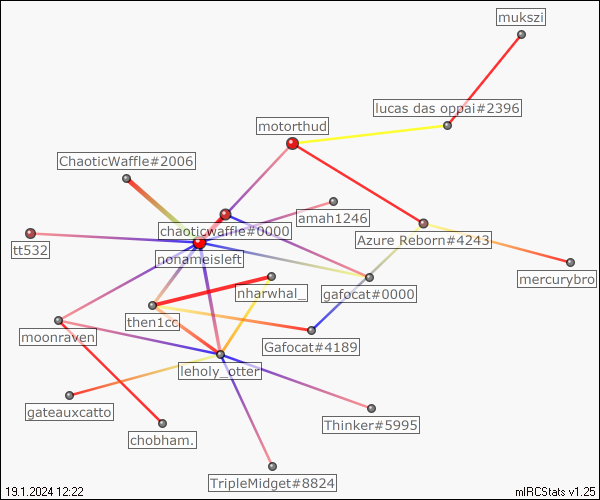 mukszi
lucas das oppai#2396
motorthud
ChaoticWaffle#2006
amah1246
chaoticwaffle#0000
Azure Reborn#4243
tt532
nonameisleft
mercurybro
nharwhal_
gafocat#0000
then1cc
moonraven
Gafocat#4189
leholy_otter
gateauxcatto
Thinker#5995
chobham.
TripleMidget#8824
19.1.2024 12:22
mIRCStats v1.25